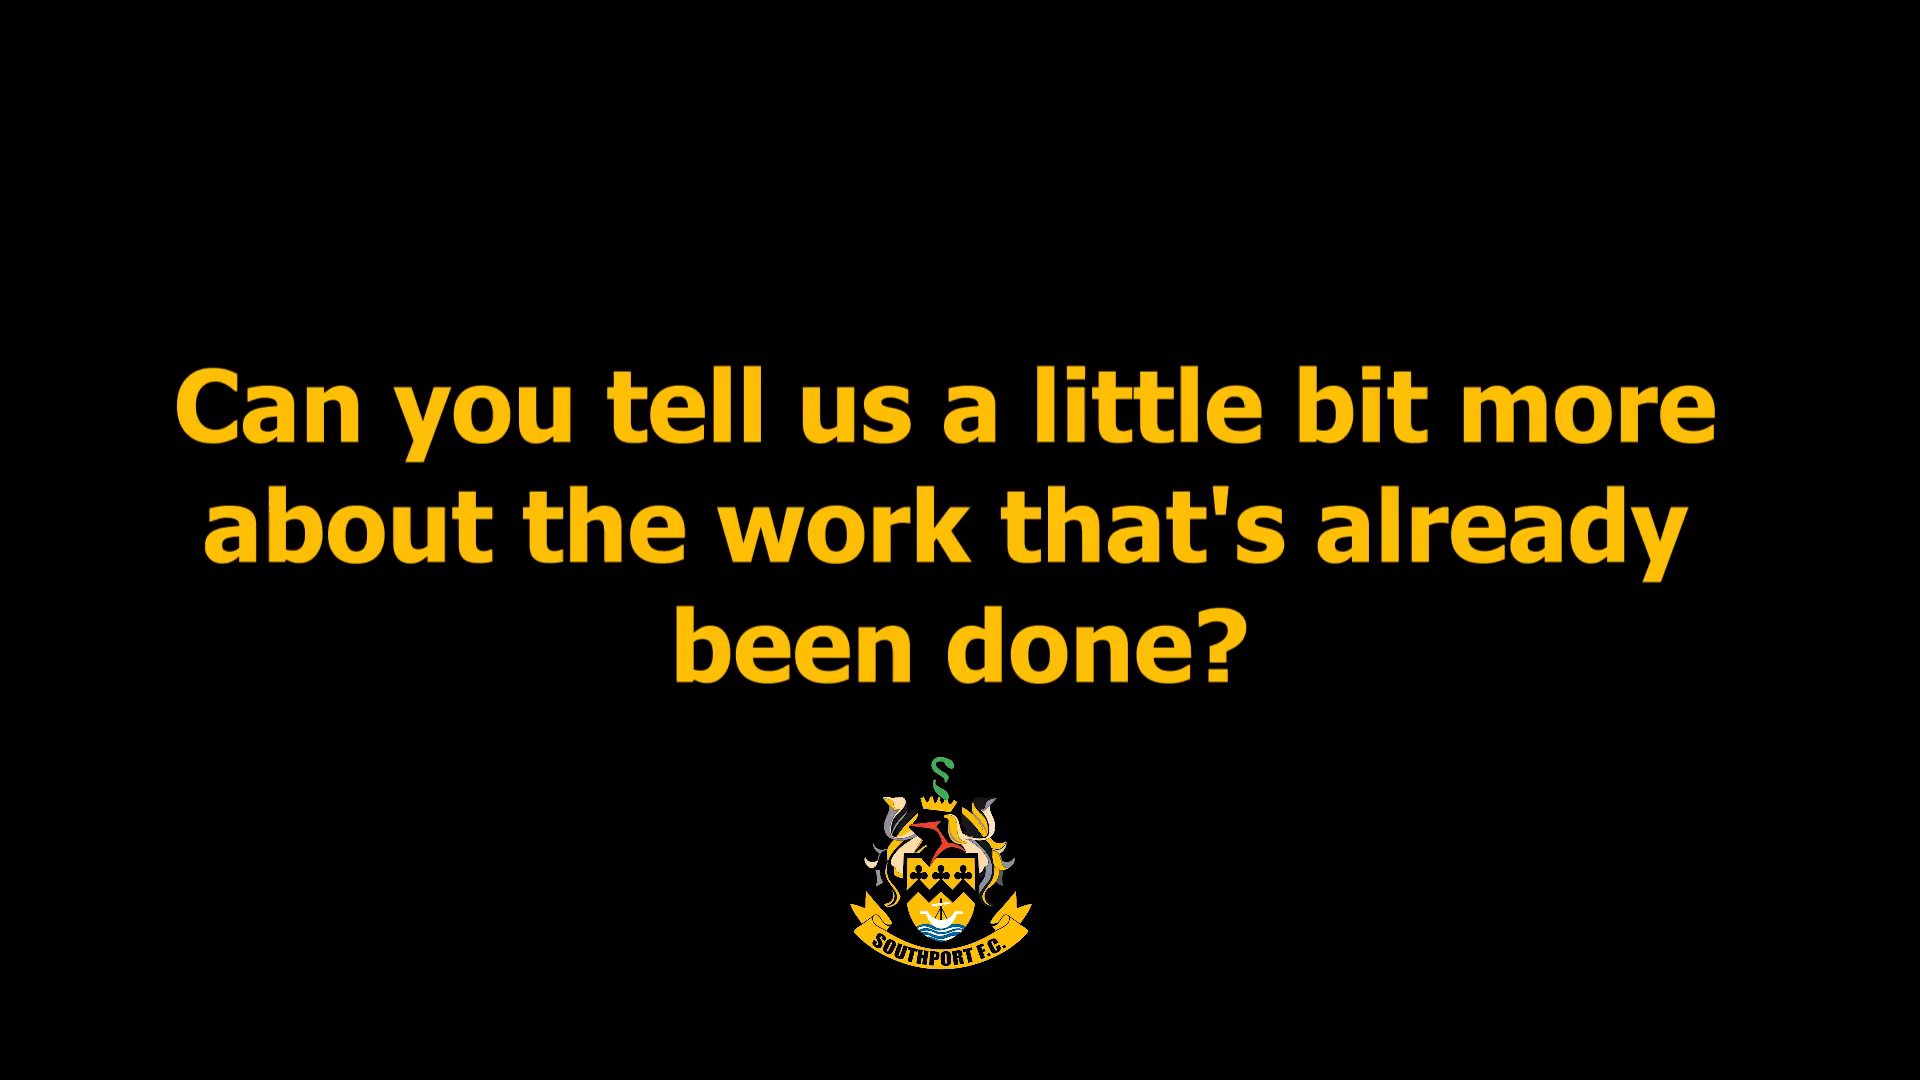 Can you tell us a little bit more
about the work that's already
been done?
SOUTHPORT F.C.